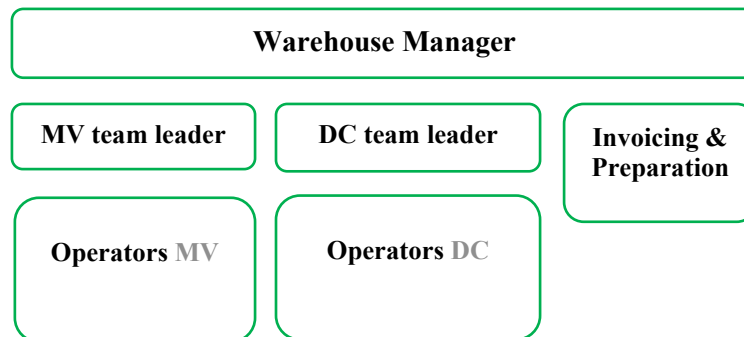 Warehouse Manager
MV team leader
DC team leader
Invoicing &
Preparation
Operators MV
Operators DC